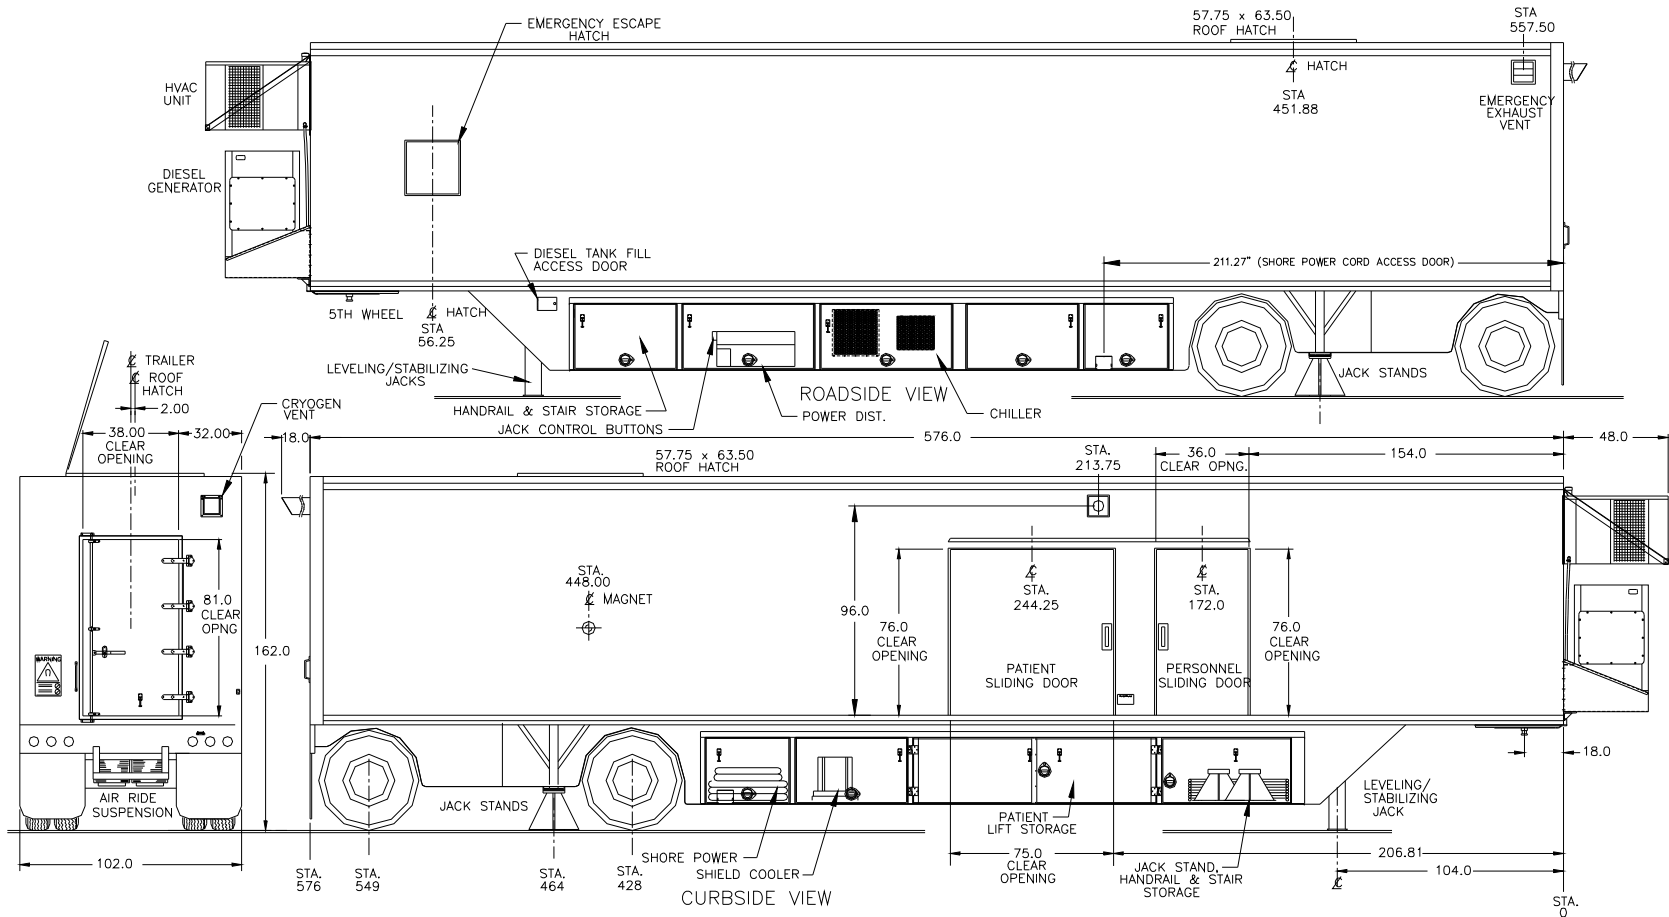 EMERGENCY ESCAPE
HATCH
57.75 x 63.50
ROOF HATCH
STA
557.50
HVAC
UNIT
℄ HATCH
STA
451.88
EMERGENCY
EXHAUST
VENT
DIESEL
GENERATOR
DIESEL TANK FILL
ACCESS DOOR
211.27" (SHORE POWER CORD ACCESS DOOR)
5TH WHEEL
℄ HATCH
STA
56.25
LEVELING/STABILIZING
JACKS
ROADSIDE VIEW
JACK STANDS
HANDRAIL & STAIR STORAGE
POWER DIST.
CHILLER
JACK CONTROL BUTTONS
℄ TRAILER
℄ ROOF
HATCH
2.00
CRYOGEN
VENT
38.00
CLEAR
OPENING
32.00
18.0
576.0
48.0
57.75 x 63.50
ROOF HATCH
STA.
213.75
36.0
CLEAR OPNG.
154.0
81.0
CLEAR
OPNG
WARNING
162.0
STA.
448.00
℄ MAGNET
96.0
76.0
CLEAR
OPENING
℄
STA.
244.25
℄
STA.
172.0
76.0
CLEAR
OPENING
PATIENT
SLIDING DOOR
PERSONNEL
SLIDING DOOR
18.0
AIR RIDE
SUSPENSION
JACK STANDS
PATIENT
LIFT STORAGE
LEVELING/
STABILIZING
JACK
102.0
STA.
576
STA.
549
STA.
464
STA.
428
SHORE POWER
SHIELD COOLER
CURBSIDE VIEW
75.0
CLEAR
OPENING
206.81
JACK STAND,
HANDRAIL & STAIR
STORAGE
104.0
℄
STA.
0